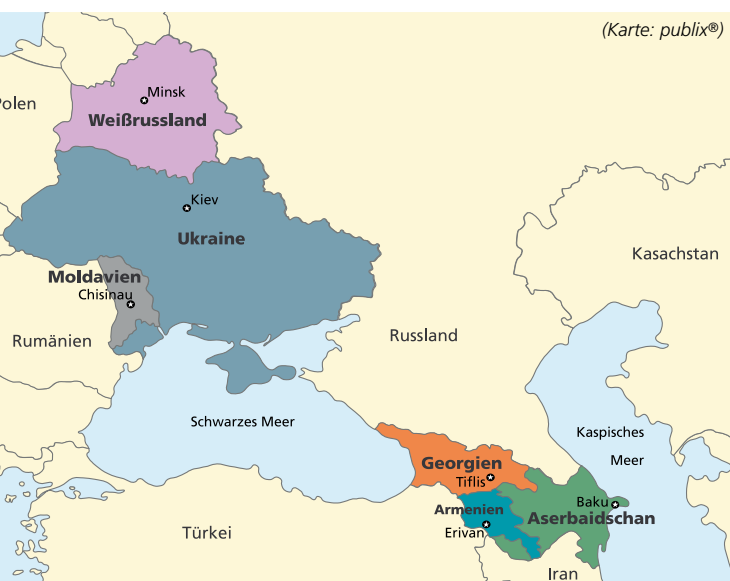 (Karte: publix®)
Minsk
Polen
Weißrussland
Kiev
Ukraine
Kasachstan
Moldavien
Chisinau
Rumänien
Russland
Schwarzes Meer
Kaspisches
Meer
Georgien
Tiflis
Baku
Armenien
Aserbaidschan
Erivan
Türkei
Iran